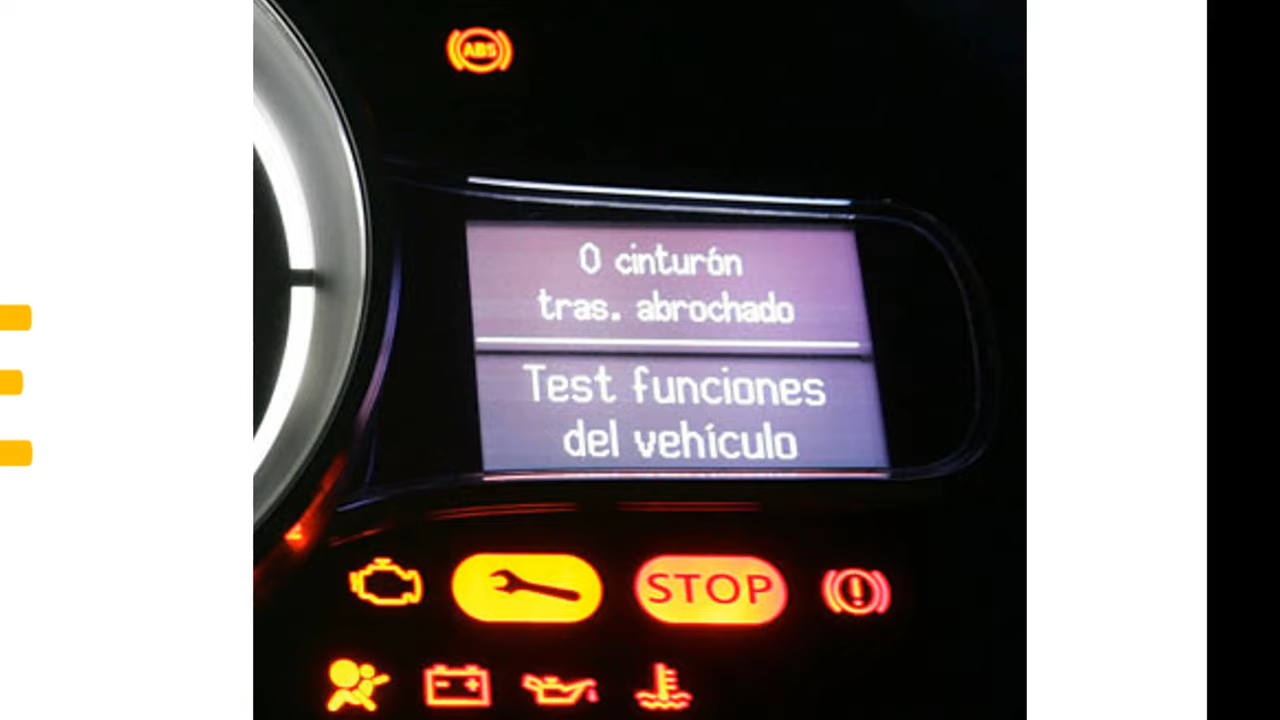 ABS
0 cinturón
tras. abrochado
Test funciones
del vehículo
STOP